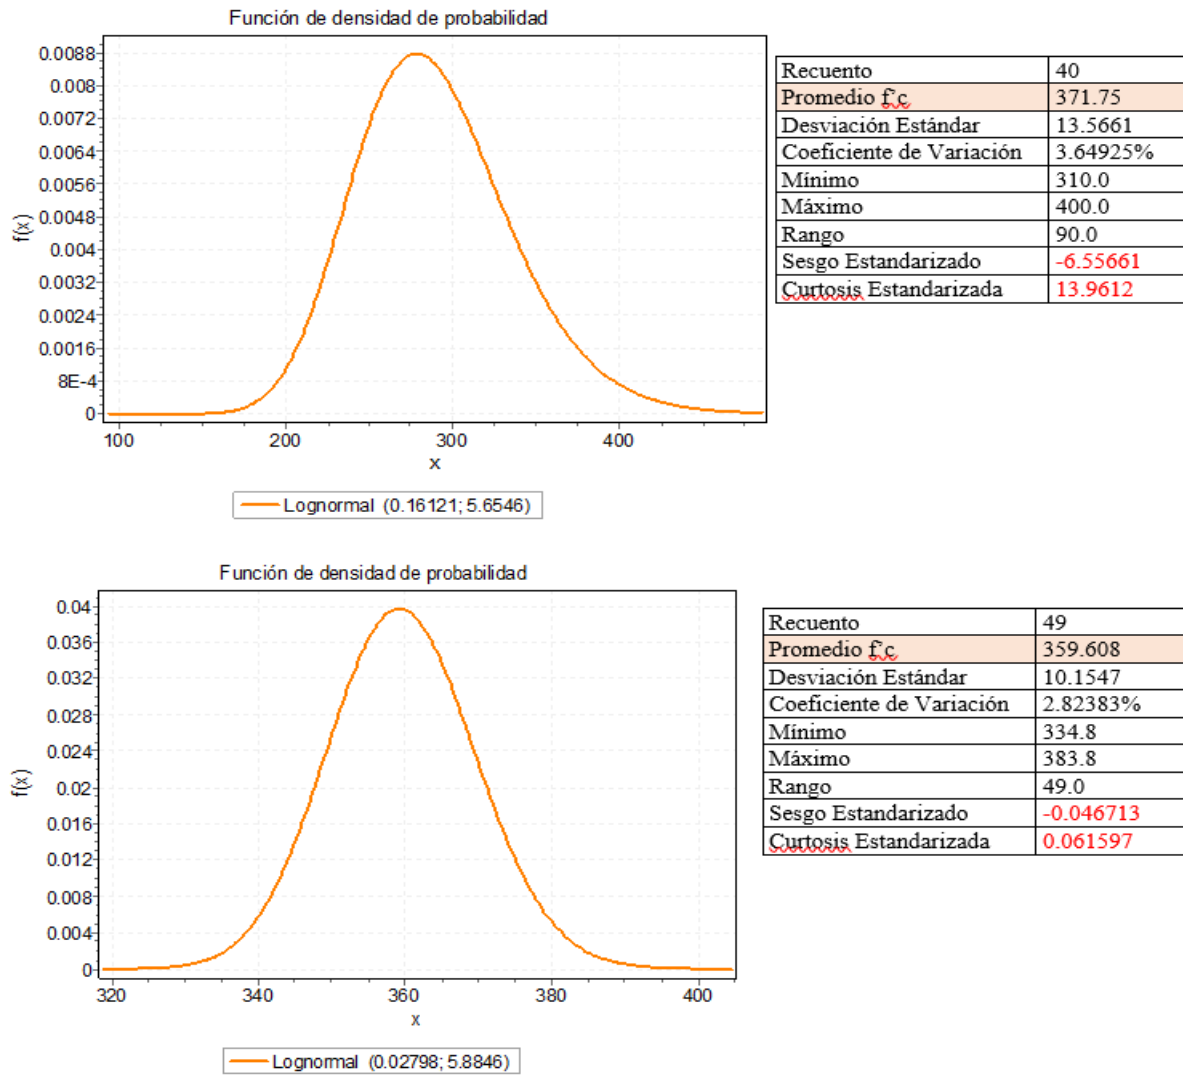 Función de densidad de probabilidad
0.0088
0.008
0.0072
0.0064
0.0056
0.0048
0.004
0.0032
0.0024
0.0016
8E-4
0
f(x)
100 200 300 400
x
Lognormal (0.16121; 5.6546)
Recuento 40
Promedio f'c 371.75
Desviación Estándar 13.5661
Coeficiente de Variación 3.64925%
Mínimo 310.0
Máximo 400.0
Rango 90.0
Sesgo Estandarizado -6.55661
Curtosis Estandarizada 13.9612
Función de densidad de probabilidad
0.04
0.036
0.032
0.028
0.024
0.02
0.016
0.012
0.008
0.004
0
f(x)
320 340 360 380 400
x
Lognormal (0.02798; 5.8846)
Recuento 49
Promedio f'c 359.608
Desviación Estándar 10.1547
Coeficiente de Variación 2.82383%
Mínimo 334.8
Máximo 383.8
Rango 49.0
Sesgo Estandarizado -0.046713
Curtosis Estandarizada 0.061597